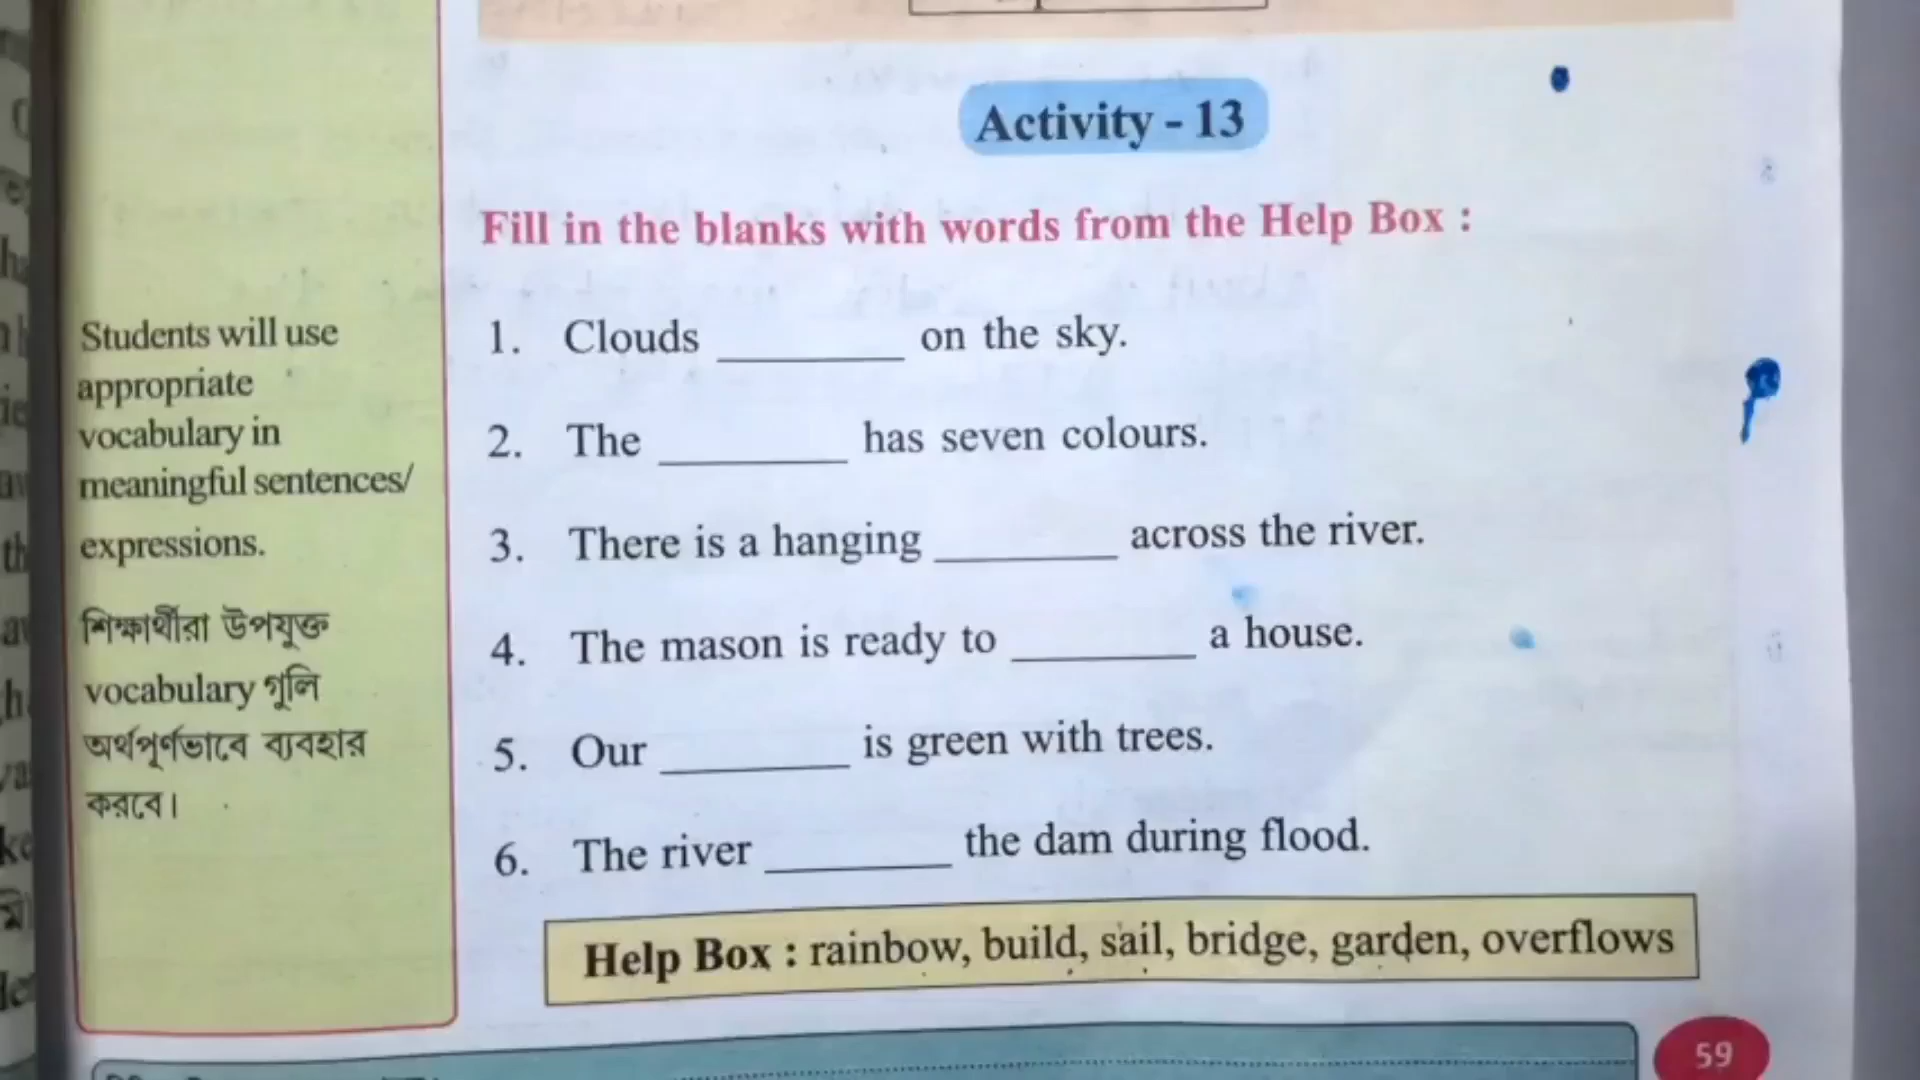 Activity - 13
Fill in the blanks with words from the Help Box :
Students will use
appropriate
vocabulary in
meaningful sentences/
expressions.
শিক্ষার্থীরা উপযুক্ত
vocabulary গুলি
অর্থপূর্ণভাবে ব্যবহার
করবে।
1. Clouds ________ on the sky.
2. The ________ has seven colours.
3. There is a hanging ________ across the river.
4. The mason is ready to ________ a house.
5. Our ________ is green with trees.
6. The river ________ the dam during flood.
Help Box : rainbow, build, sail, bridge, garden, overflows
59